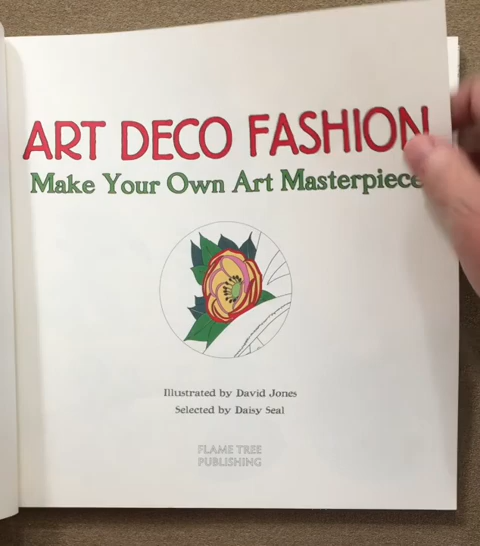 ART DECO FASHION
Make Your Own Art Masterpiece
Illustrated by David Jones
Selected by Daisy Seal
FLAME TREE
PUBLISHING